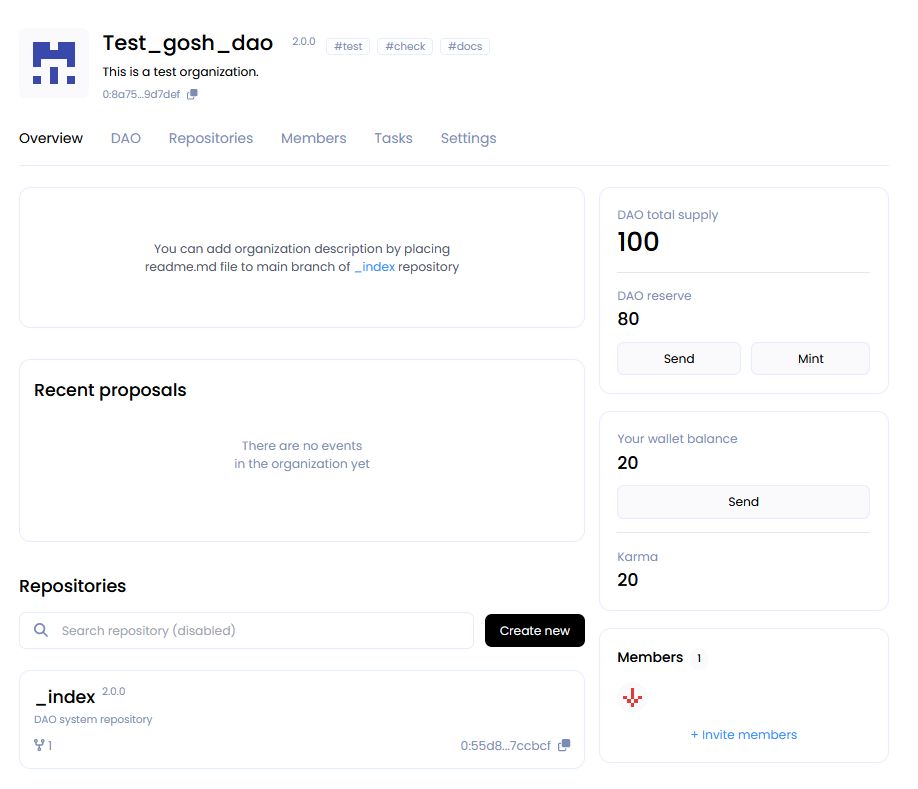 Test_gosh_dao 2.0.0 #test #check #docs
This is a test organization.
0:8a75...9d7def
Overview DAO Repositories Members Tasks Settings
You can add organization description by placing
readme.md file to main branch of _index repository
Recent proposals
There are no events
in the organization yet
Repositories
Search repository (disabled) Create new
_index 2.0.0
DAO system repository
1 0:55d8...7ccbcf
DAO total supply
100
DAO reserve
80
Send Mint
Your wallet balance
20
Send
Karma
20
Members 1
+ Invite members